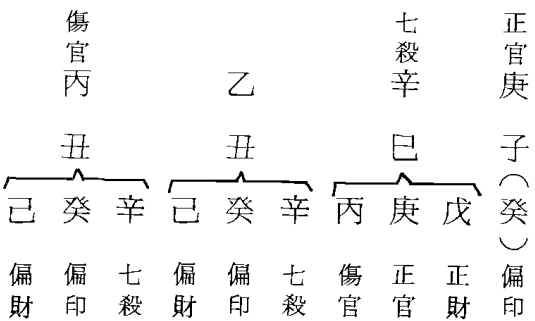 傷官 七殺 正官
丙 乙 辛 庚
丑 丑 巳 子
己 癸 辛 己 癸 辛 丙 庚 戊 (癸)
偏財 偏印 七殺 偏財 偏印 七殺 傷官 正官 正財 偏印